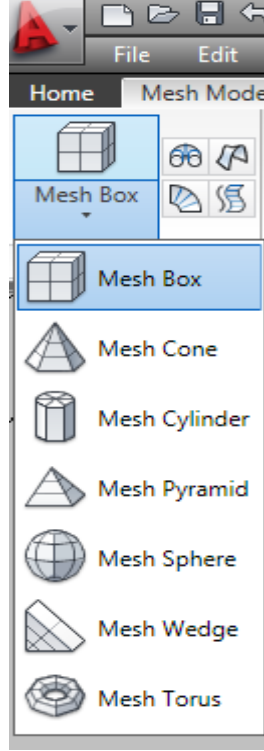 File Edit
Home Mesh Mode
Mesh Box
Mesh Box
Mesh Cone
Mesh Cylinder
Mesh Pyramid
Mesh Sphere
Mesh Wedge
Mesh Torus